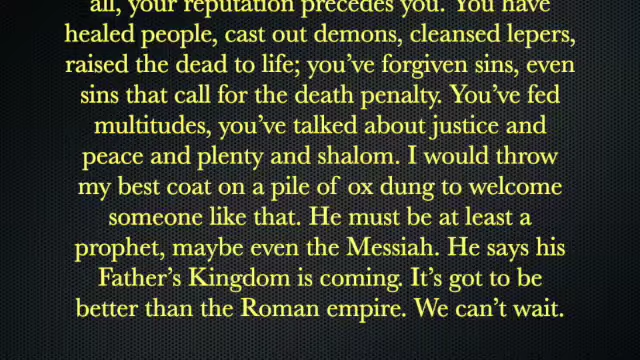 all, your reputation precedes you. You have
healed people, cast out demons, cleansed lepers,
raised the dead to life; you’ve forgiven sins, even
sins that call for the death penalty. You’ve fed
multitudes, you’ve talked about justice and
peace and plenty and shalom. I would throw
my best coat on a pile of ox dung to welcome
someone like that. He must be at least a
prophet, maybe even the Messiah. He says his
Father’s Kingdom is coming. It’s got to be
better than the Roman empire. We can’t wait.